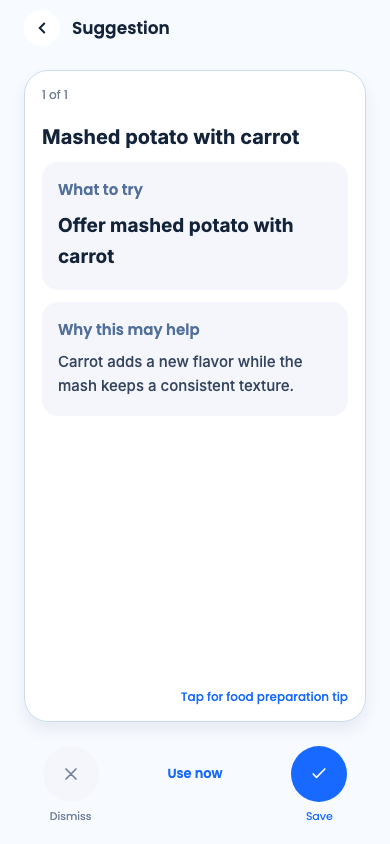 Suggestion
1 of 1
Mashed potato with carrot
What to try
Offer mashed potato with
carrot
Why this may help
Carrot adds a new flavor while the
mash keeps a consistent texture.
Tap for food preparation tip
Use now
Dismiss
Save